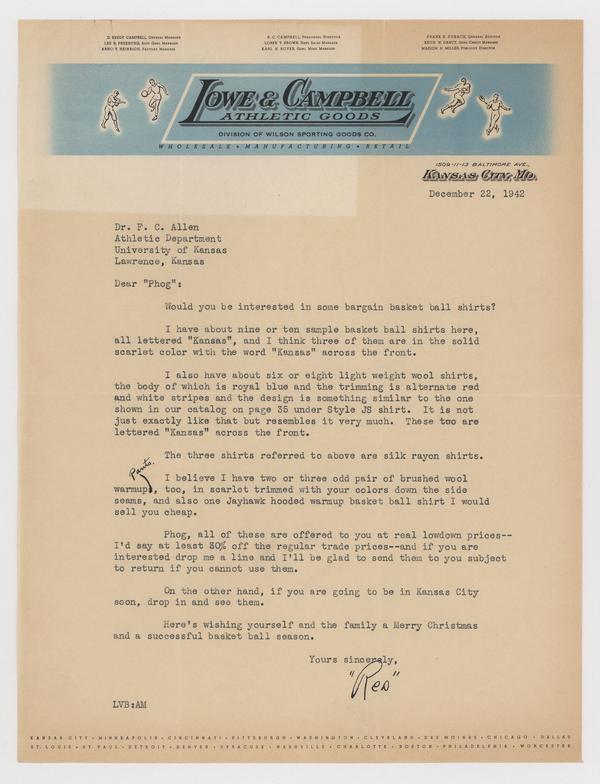 D. REEDY CAMPBELL, GENERAL MANAGER
LEO B. FREEBURG, ASST GENL MANAGER
ARNO F. HEINRICH, FACTORY MANAGER
R. C. CAMPBELL, PERSONNEL DIRECTOR
LOREN V. BROWN, GENL SALES MANAGER
KARL H. ROYER, GENL MDSE MANAGER
FRANK E. DUBACH, GENERAL AUDITOR
KEITH W. DANCY, GENL CREDIT MANAGER
MARION H. MILLER, PUBLICITY DIRECTOR
LOWE & CAMPBELL
ATHLETIC GOODS
DIVISION OF WILSON SPORTING GOODS CO.
WHOLESALE • MANUFACTURING • RETAIL
1509-11-13 BALTIMORE AVE.,
KANSAS CITY, MO.
December 22, 1942
Dr. F. C. Allen
Athletic Department
University of Kansas
Lawrence, Kansas
Dear "Phog":
Would you be interested in some bargain basket ball shirts?
I have about nine or ten sample basket ball shirts here,
all lettered "Kansas", and I think three of them are in the solid
scarlet color with the word "Kansas" across the front.
I also have about six or eight light weight wool shirts,
the body of which is royal blue and the trimming is alternate red
and white stripes and the design is something similar to the one
shown in our catalog on page 35 under Style JS shirt. It is not
just exactly like that but resembles it very much. These too are
lettered "Kansas" across the front.
The three shirts referred to above are silk rayon shirts.
Pants.
I believe I have two or three odd pair of brushed wool
warmups, too, in scarlet trimmed with your colors down the side
seams, and also one Jayhawk hooded warmup basket ball shirt I would
sell you cheap.
Phog, all of these are offered to you at real lowdown prices--
I'd say at least 30% off the regular trade prices--and if you are
interested drop me a line and I'll be glad to send them to you subject
to return if you cannot use them.
On the other hand, if you are going to be in Kansas City
soon, drop in and see them.
Here's wishing yourself and the family a Merry Christmas
and a successful basket ball season.
Yours sincerely,
"Red"
LVB:AM
KANSAS CITY • MINNEAPOLIS • CINCINNATI • PITTSBURGH • WASHINGTON • CLEVELAND • DES MOINES • CHICAGO • DALLAS
ST. LOUIS • ST. PAUL • DETROIT • DENVER • SYRACUSE • NASHVILLE • CHARLOTTE • BOSTON • PHILADELPHIA • WORCESTER